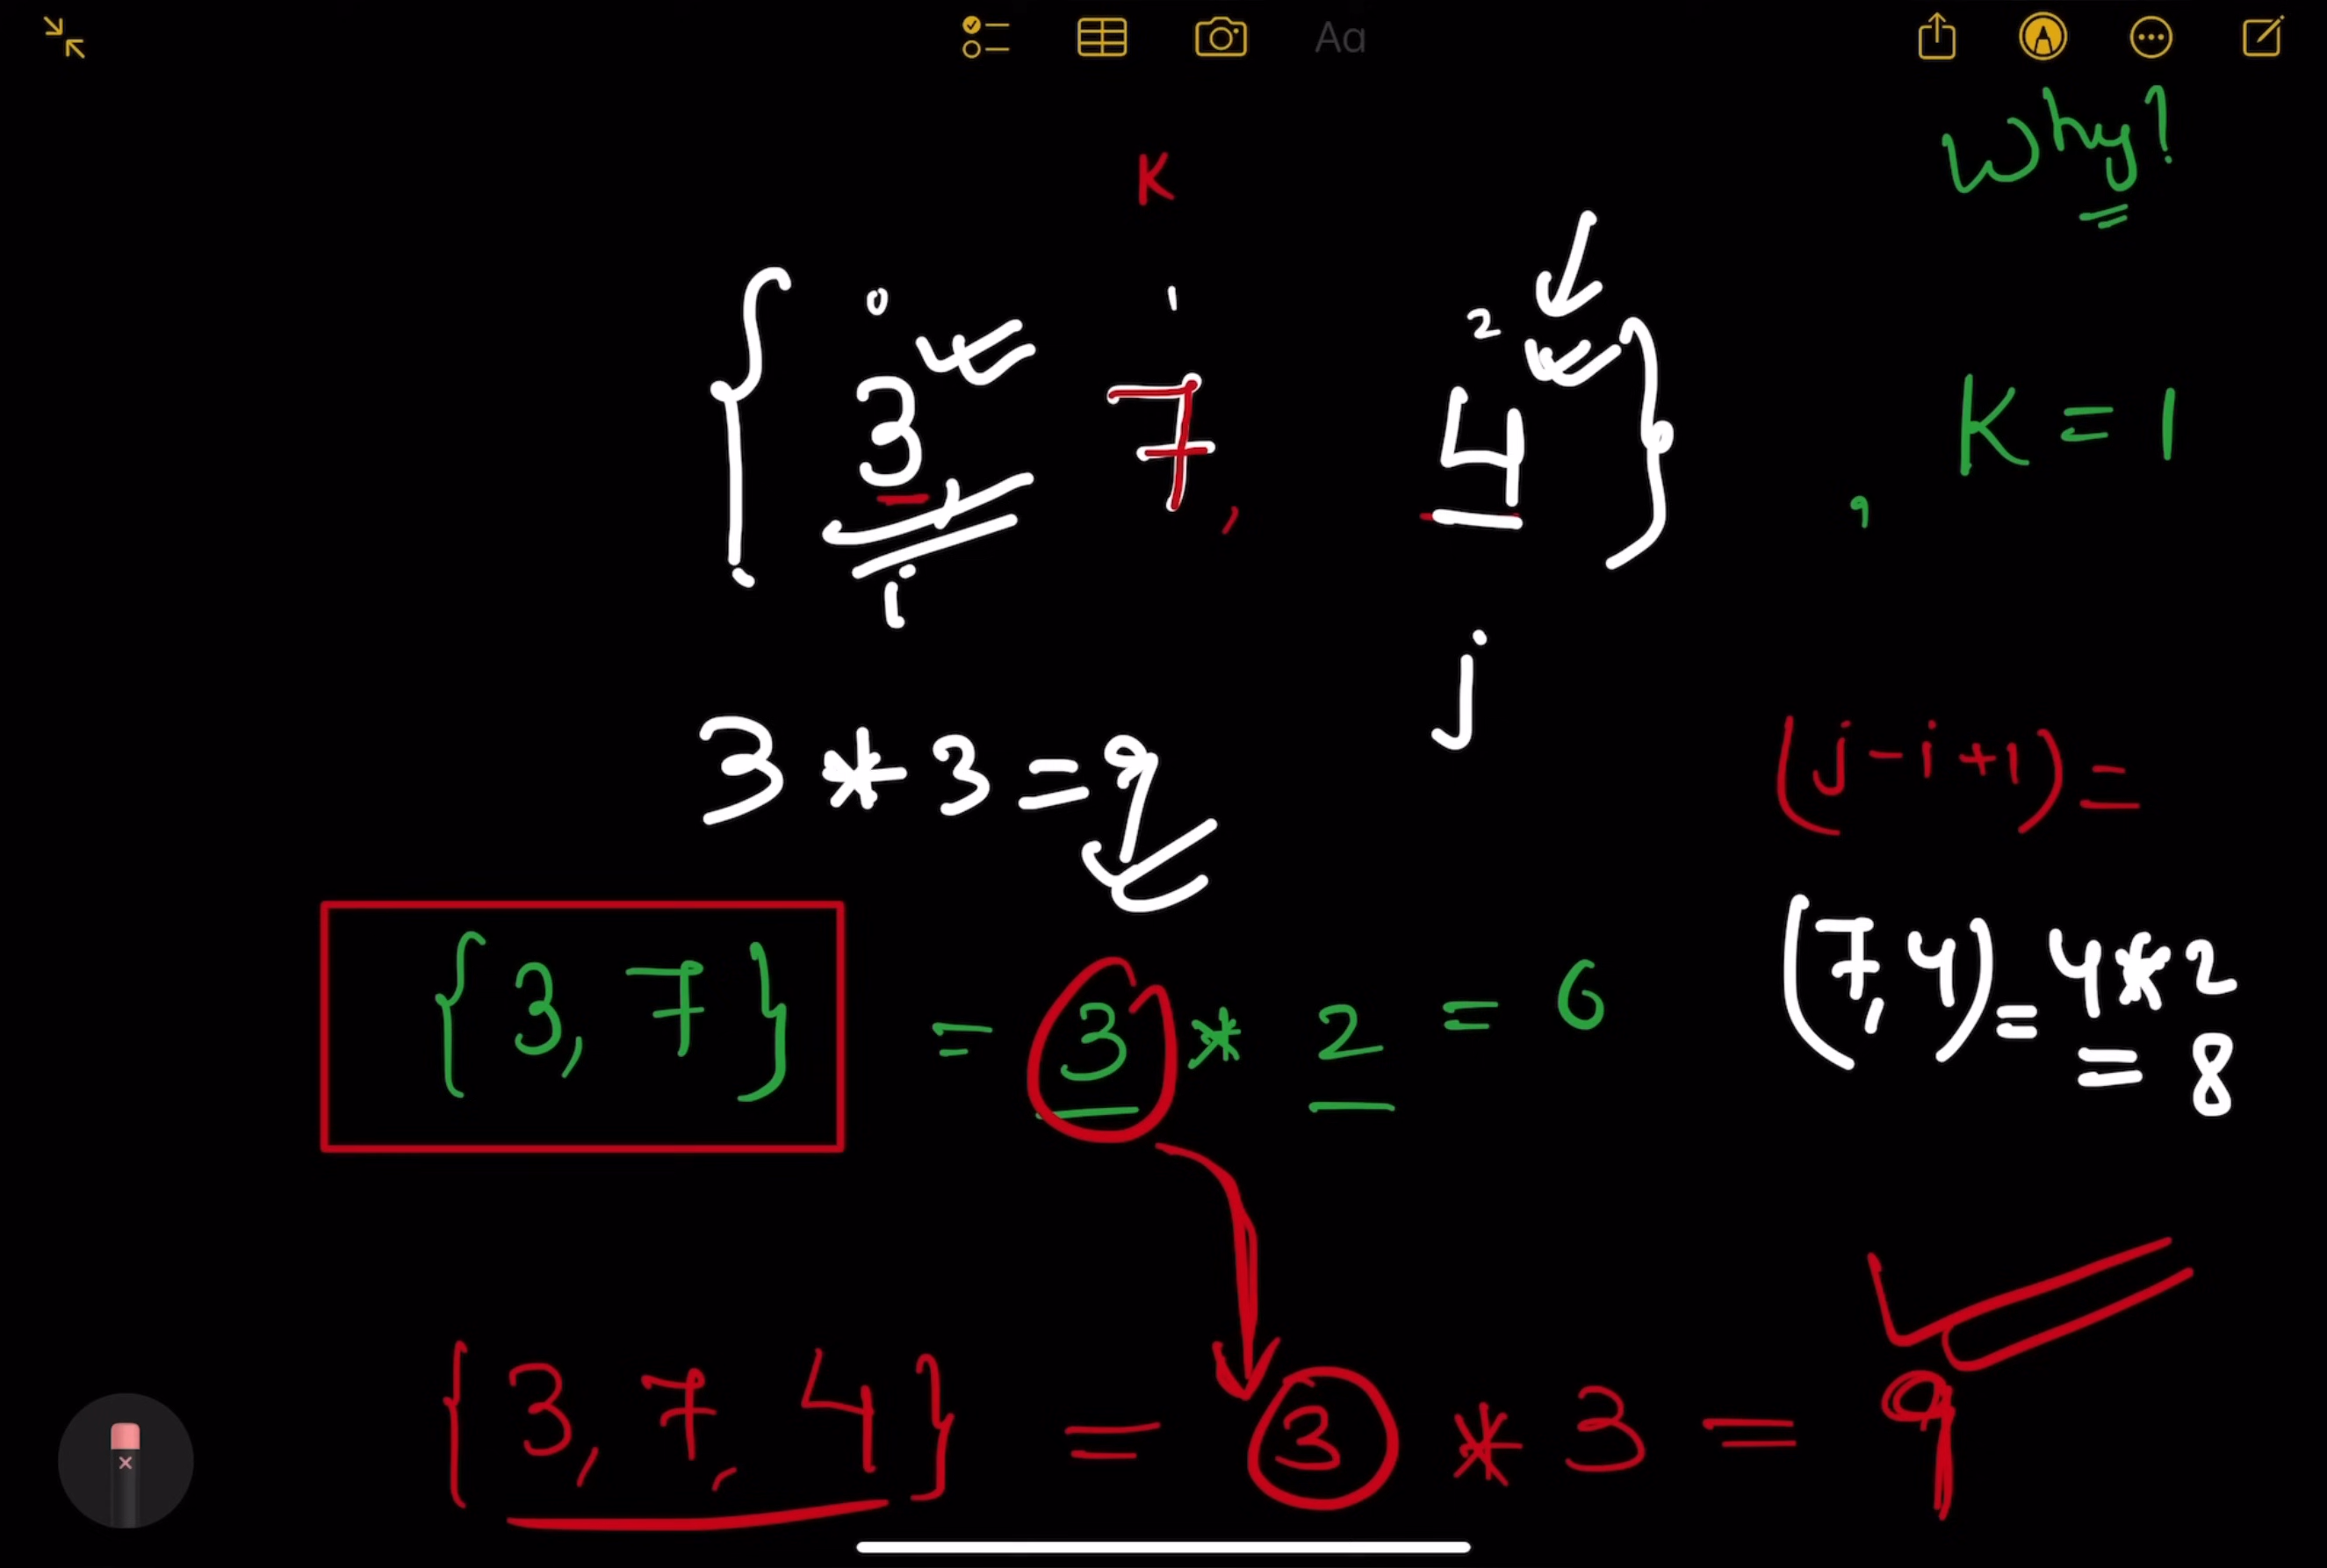 Aa
Why?
K
0 1 2
{ 3 7, 4 } , K = 1
i
j
3 * 3 = 9
(j - i + 1) =
{ 3, 7 } = 3 * 2 = 6
(7, 4) = 4 * 2
= 8
{ 3, 7, 4 } = 3 * 3 = 9